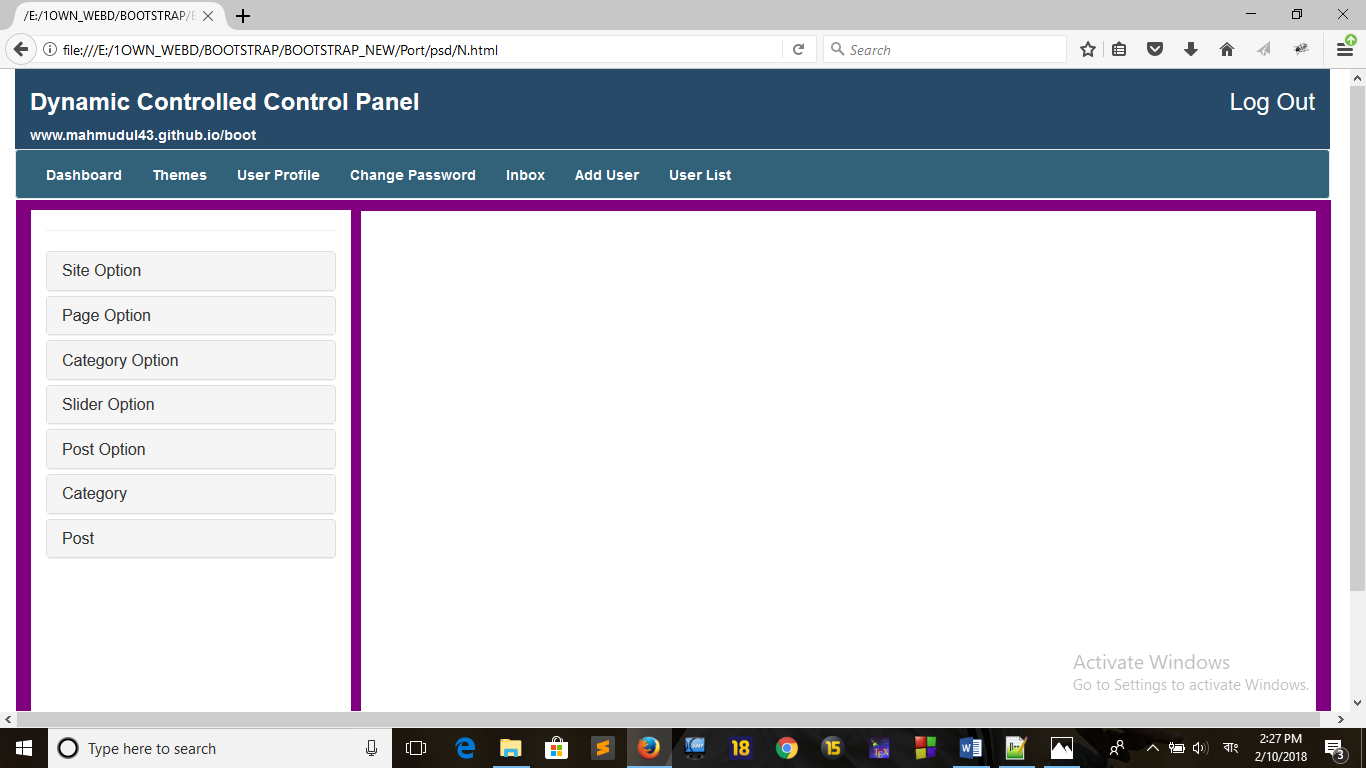 /E:/1OWN_WEBD/BOOTSTRAP/
file:///E:/1OWN_WEBD/BOOTSTRAP/BOOTSTRAP_NEW/Port/psd/N.html
Search
Dynamic Controlled Control Panel
Log Out
www.mahmudul43.github.io/boot
Dashboard Themes User Profile Change Password Inbox Add User User List
Site Option
Page Option
Category Option
Slider Option
Post Option
Category
Post
Activate Windows
Go to Settings to activate Windows.
Type here to search
18
15
TEX
বাং
2:27 PM
2/10/2018
3